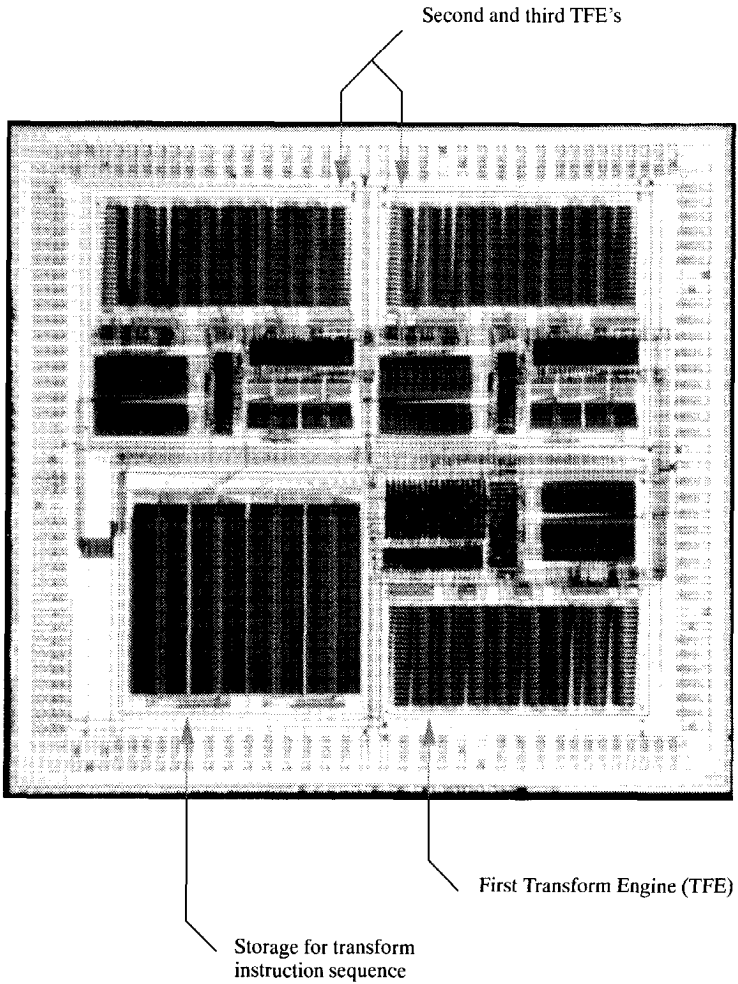 Second and third TFE's
First Transform Engine (TFE)
Storage for transform
instruction sequence